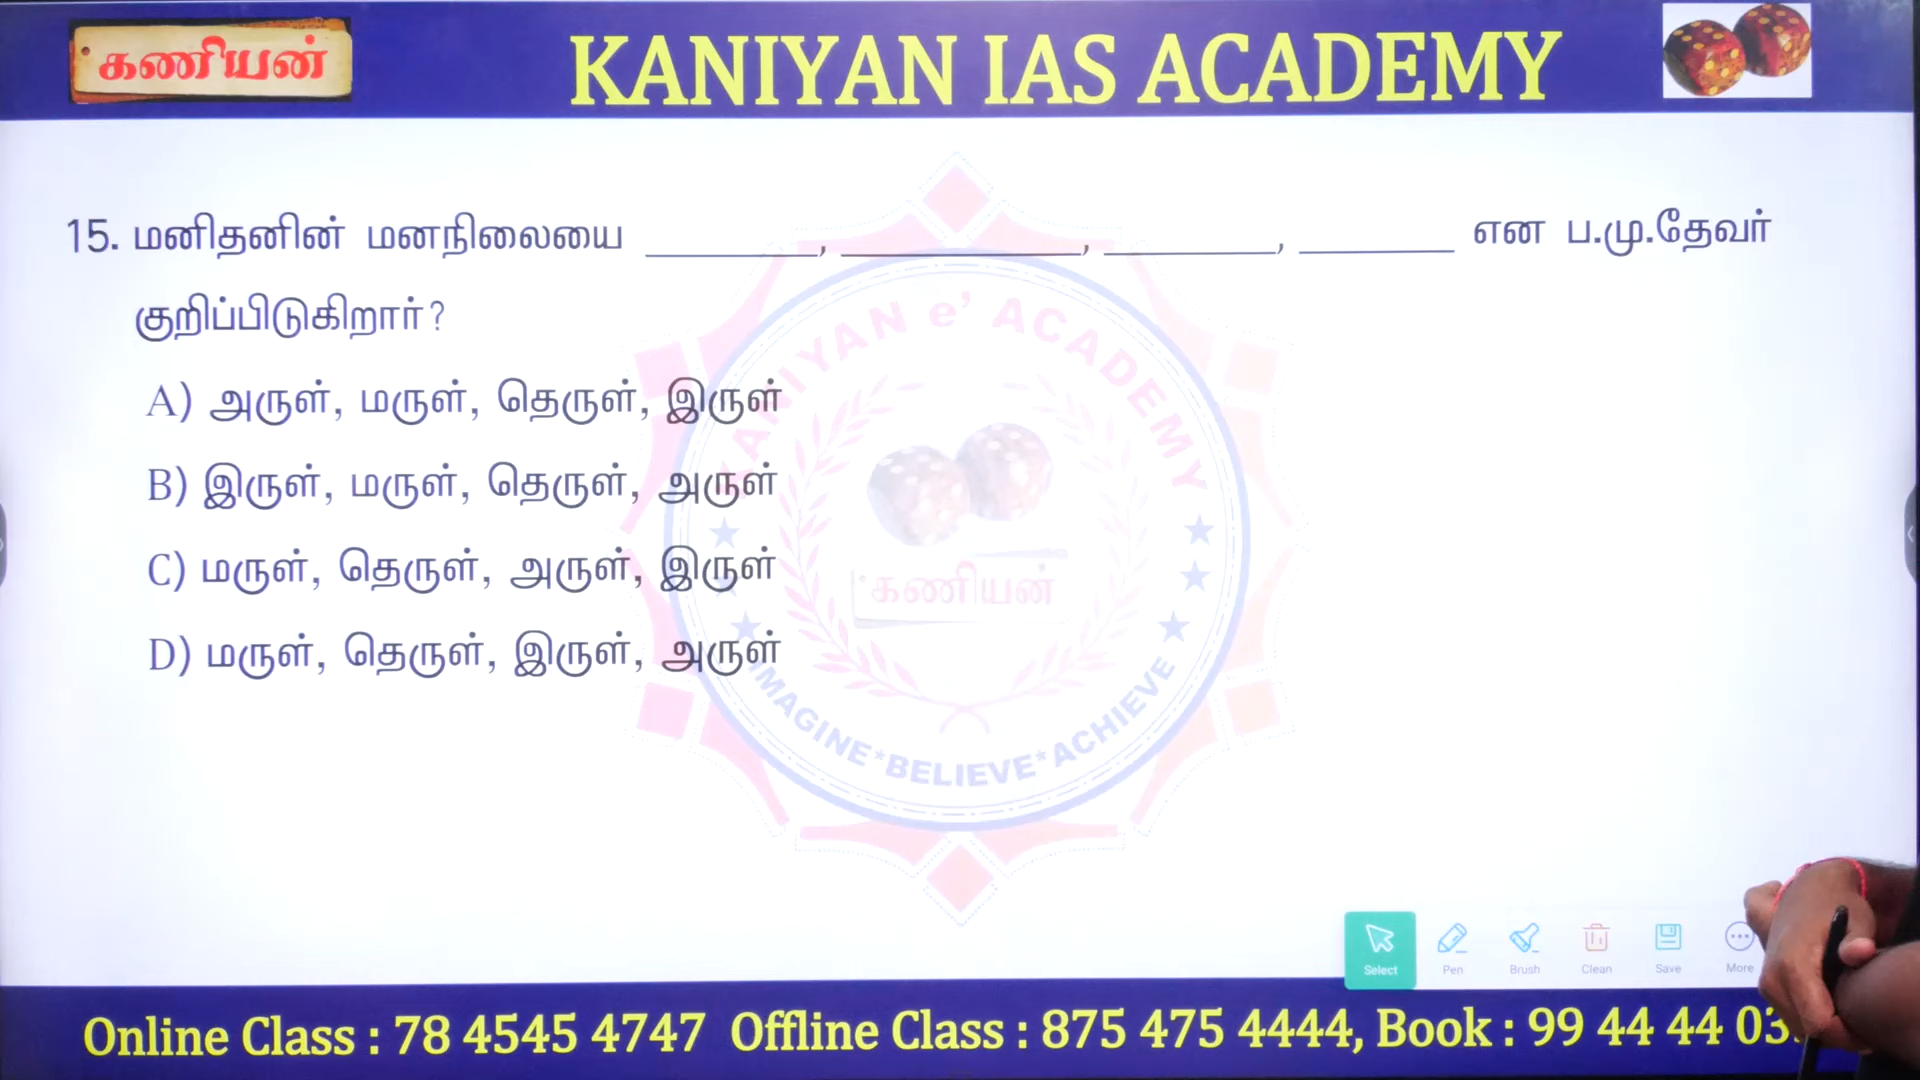 கணியன்
KANIYAN IAS ACADEMY
15. மனிதனின் மனநிலையை ________, ___________, ________, _______ என ப.மு.தேவர்
குறிப்பிடுகிறார்?
A) அருள், மருள், தெருள், இருள்
B) இருள், மருள், தெருள், அருள்
C) மருள், தெருள், அருள், இருள்
D) மருள், தெருள், இருள், அருள்
KANIYAN e' ACADEMY
கணியன்
IMAGINE*BELIEVE*ACHIEVE
Select
Pen
Brush
Clean
Save
More
Online Class : 78 4545 4747 Offline Class : 875 475 4444, Book : 99 44 44 03